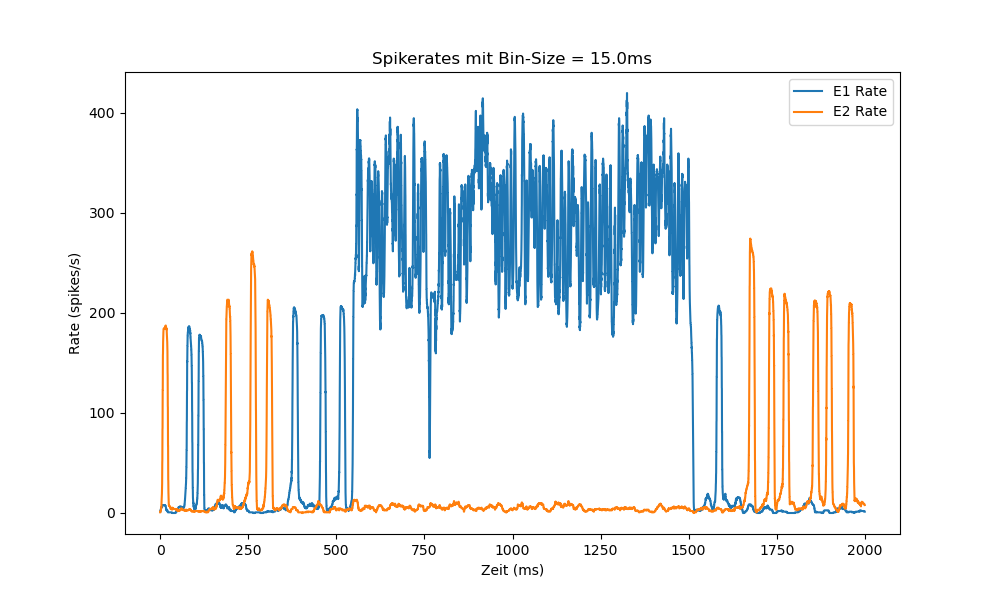 Spikerates mit Bin-Size = 15.0ms
E1 Rate
E2 Rate
400
300
200
100
0
Rate (spikes/s)
0 250 500 750 1000 1250 1500 1750 2000
Zeit (ms)